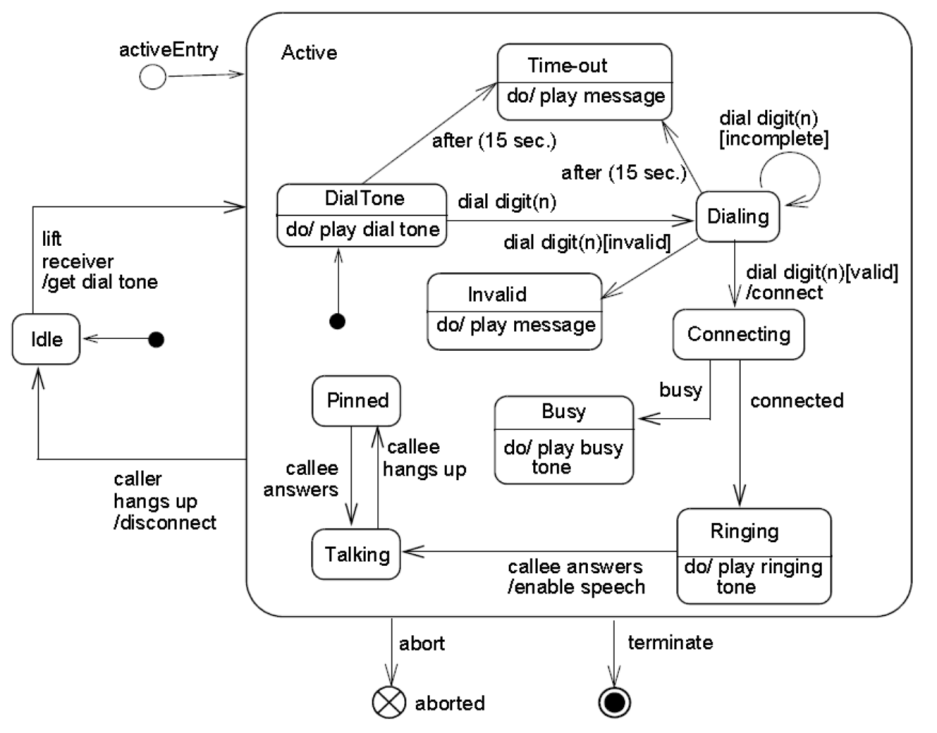 activeEntry
Active
Time-out
do/ play message
dial digit(n)
[incomplete]
after (15 sec.)
after (15 sec.)
DialTone
do/ play dial tone
dial digit(n)
Dialing
lift
receiver
/get dial tone
dial digit(n)[invalid]
dial digit(n)[valid]
/connect
Invalid
do/ play message
Idle
Connecting
Pinned
busy
connected
Busy
do/ play busy
tone
callee
answers
callee
hangs up
caller
hangs up
/disconnect
Talking
callee answers
/enable speech
Ringing
do/ play ringing
tone
abort
terminate
aborted